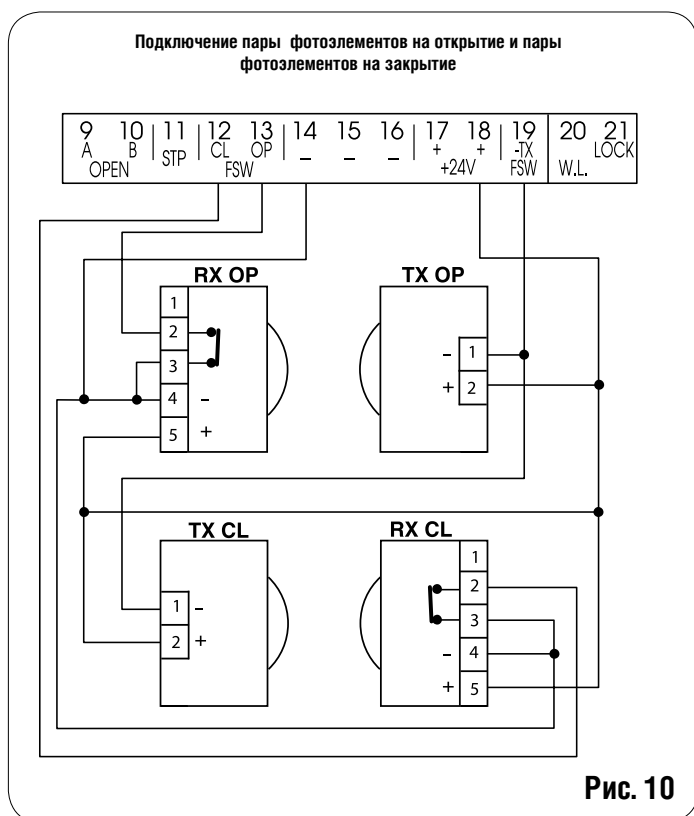 Подключение пары фотоэлементов на открытие и пары
фотоэлементов на закрытие
9 10 11 12 13 14 15 16 17 18 19 20 21
A B STP CL OP – – – + + -TX W.L. LOCK
OPEN FSW +24V FSW
RX OP
1
2
3
4 –
5 +
TX OP
– 1
+ 2
TX CL
1 –
2 +
RX CL
1
2
3
– 4
+ 5
Рис. 10